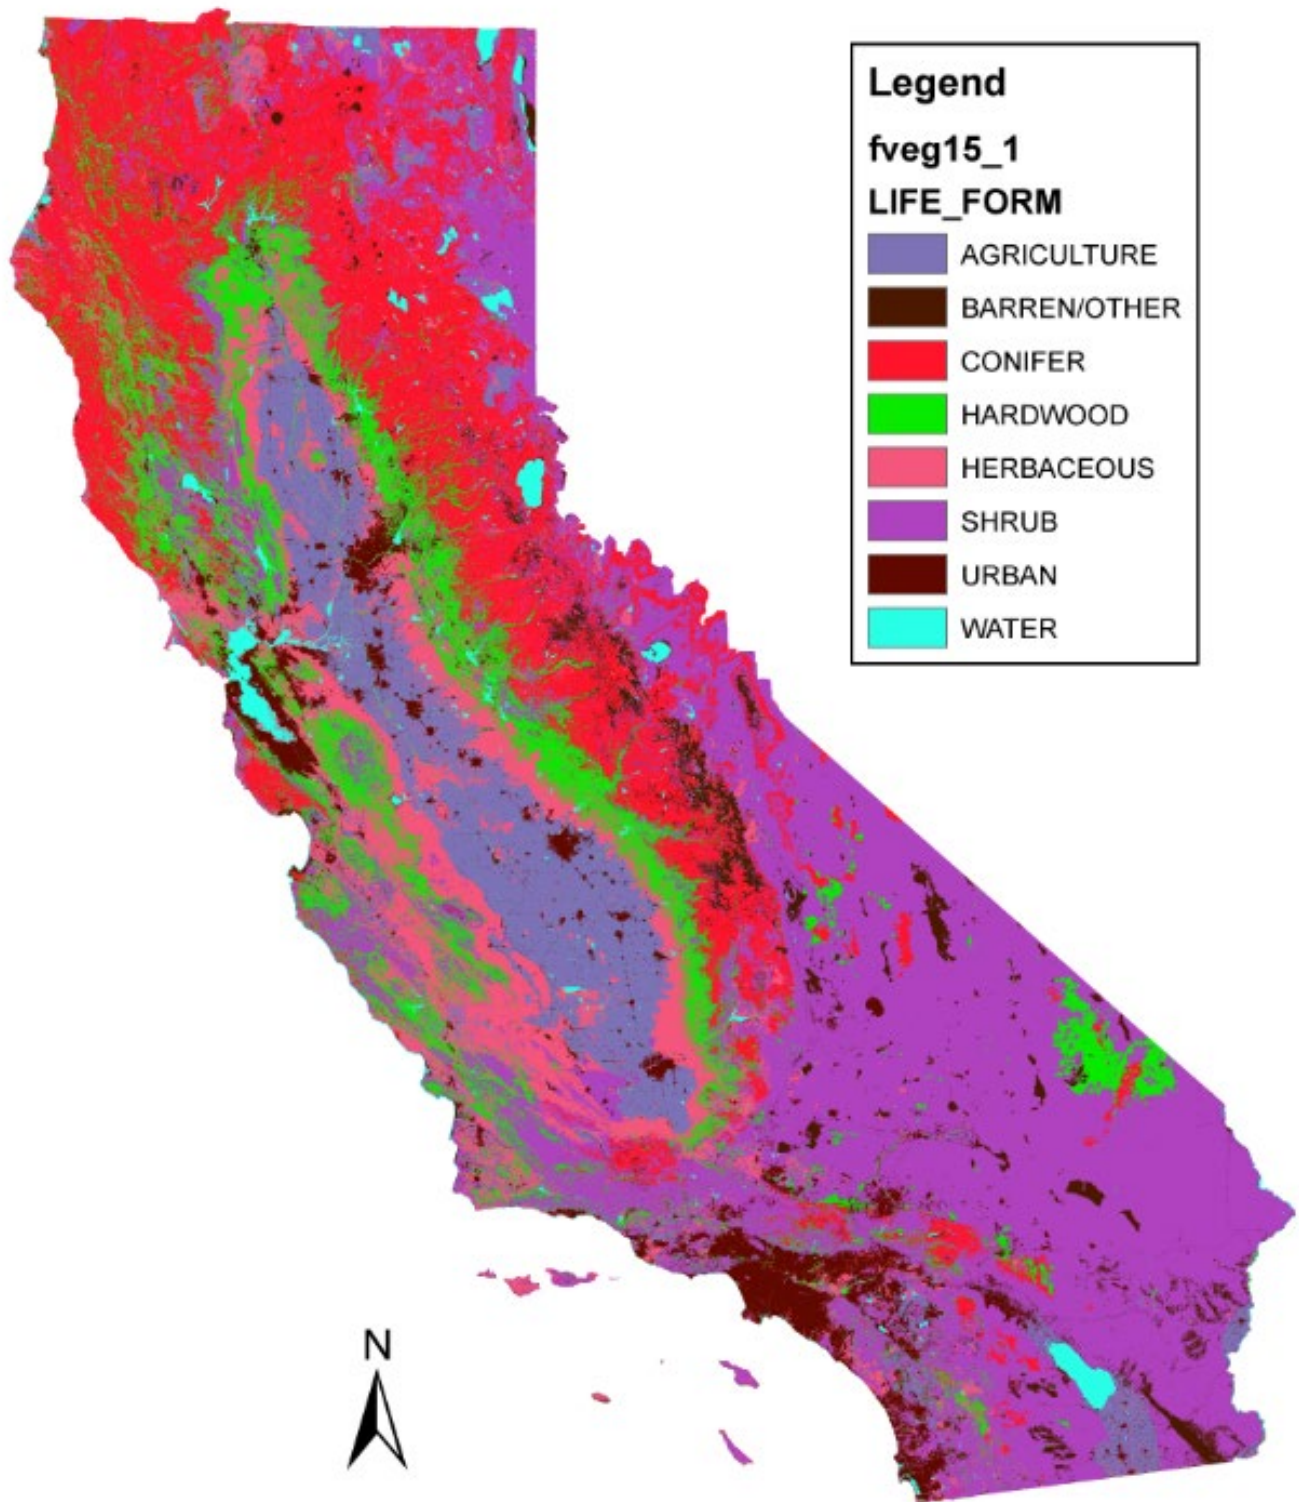 Legend
fveg15_1
LIFE_FORM
AGRICULTURE
BARREN/OTHER
CONIFER
HARDWOOD
HERBACEOUS
SHRUB
URBAN
WATER
N